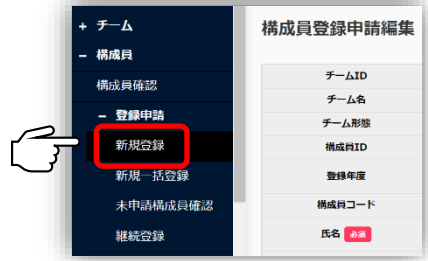 + チーム
− 構成員
構成員確認
− 登録申請
新規登録
新規一括登録
未申請構成員確認
継続登録
構成員登録申請編集
チームID
チーム名
チーム形態
構成員ID
登録年度
構成員コード
氏名 必須